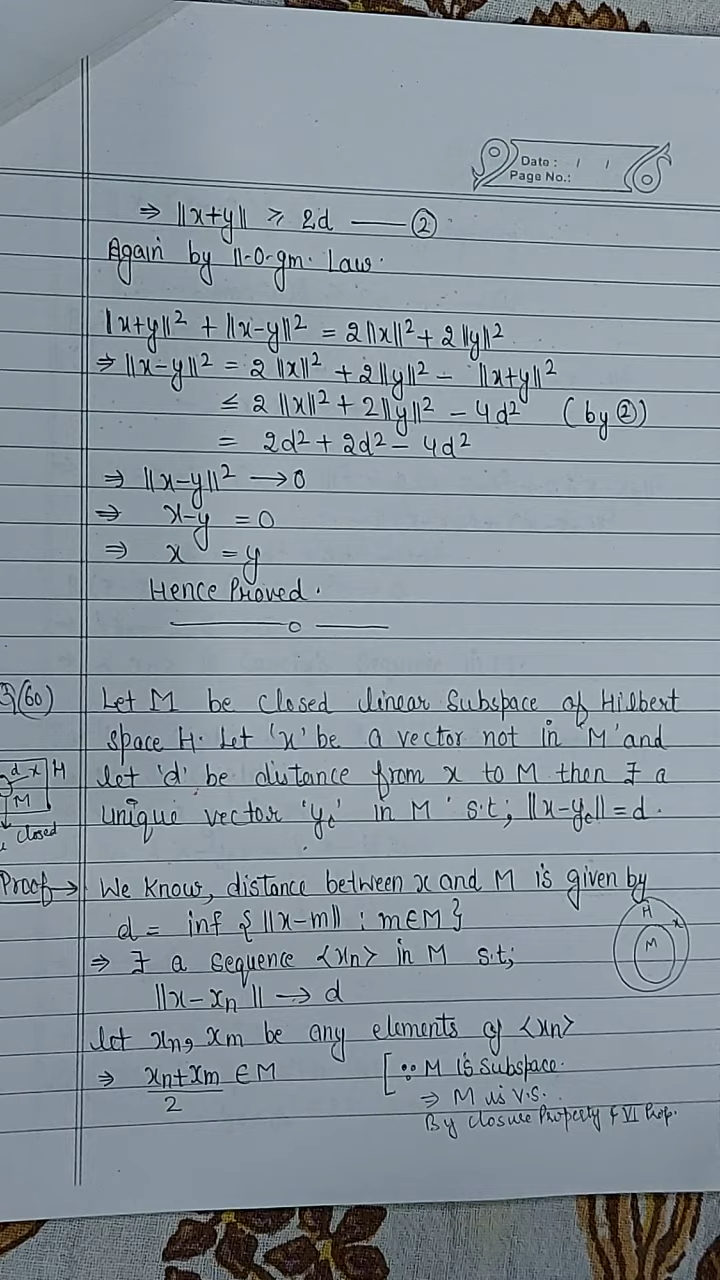 Date : / /
Page No.:
⇒ ||x+y|| ≥ 2d —— ②
Again by ||-o-gm. Law.
||x+y||² + ||x-y||² = 2||x||² + 2||y||²
⇒ ||x-y||² = 2||x||² + 2||y||² - ||x+y||²
≤ 2||x||² + 2||y||² - 4d² (by ②)
= 2d² + 2d² - 4d²
⇒ ||x-y||² → 0
⇒ x-y = 0
⇒ x = y
Hence Proved.
Q(60) Let M be closed linear Subspace of Hilbert
space H. Let 'x' be a vector not in 'M' and
let 'd' be distance from x to M then ∃ a
unique vector 'y₀' in M s.t; ||x-y₀|| = d.
d x H
M
closed
Proof → We know, distance between x and M is given by
d = inf { ||x-m|| : m∈M }
⇒ ∃ a sequence <xn> in M s.t;
||x-xn|| → d
H
x
M
let xn, xm be any elements of <xn>
⇒ xn+xm/2 ∈ M [∵ M is Subspace.
⇒ M is V.S.
By closure Property & VI Prop.